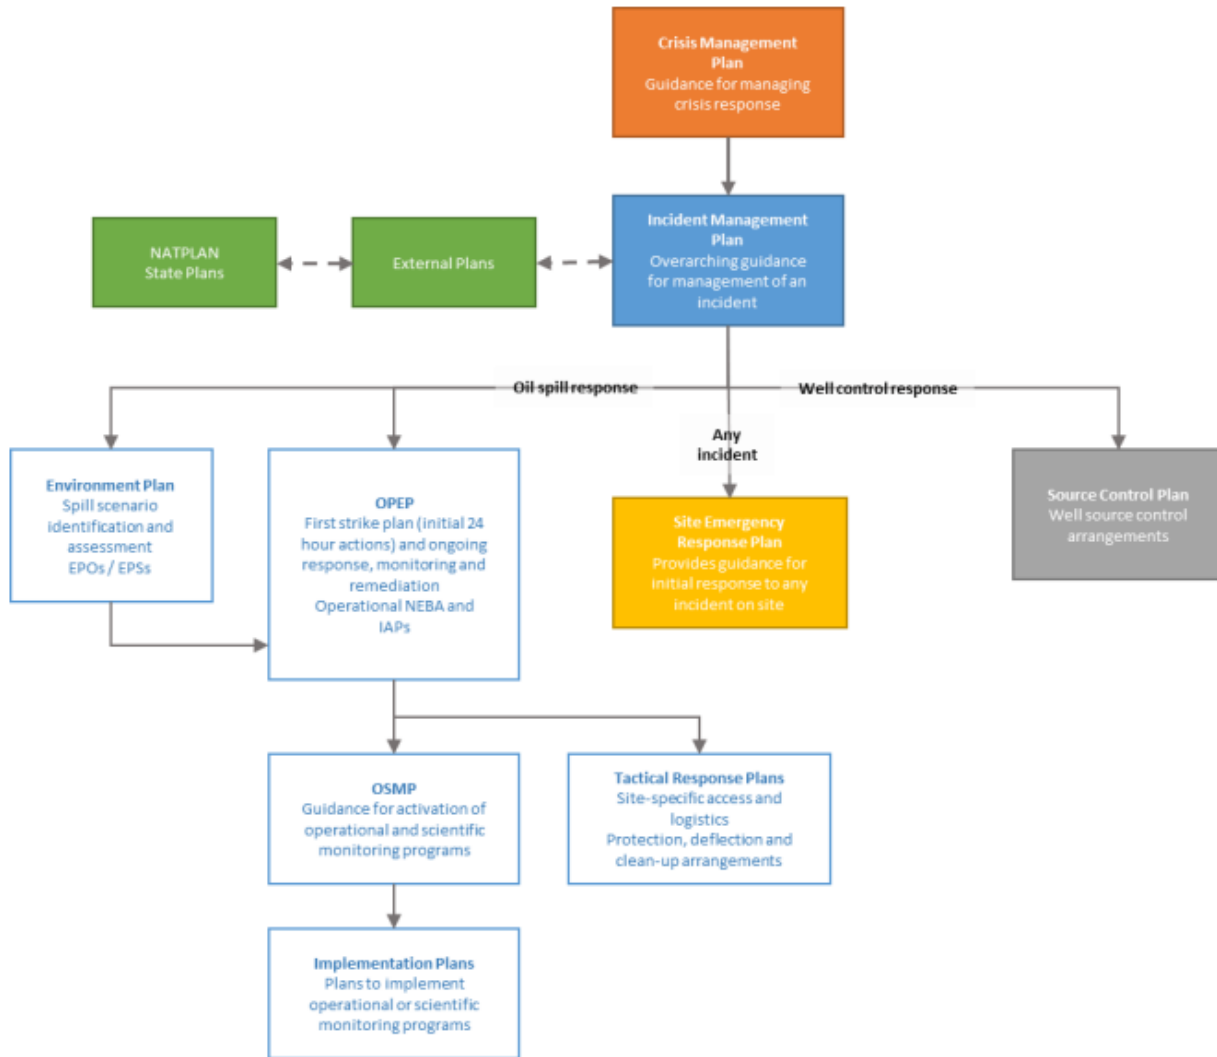 Crisis Management
Plan
Guidance for managing
crisis response
NATPLAN
State Plans
External Plans
Incident Management
Plan
Overarching guidance
for management of an
incident
Oil spill response
Well control response
Any
incident
Environment Plan
Spill scenario
identification and
assessment
EPOs / EPSs
OPEP
First strike plan (initial 24
hour actions) and ongoing
response, monitoring and
remediation
Operational NEBA and
IAPs
Site Emergency
Response Plan
Provides guidance for
initial response to any
incident on site
Source Control Plan
Well source control
arrangements
OSMP
Guidance for activation of
operational and scientific
monitoring programs
Tactical Response Plans
Site-specific access and
logistics
Protection, deflection and
clean-up arrangements
Implementation Plans
Plans to implement
operational or scientific
monitoring programs